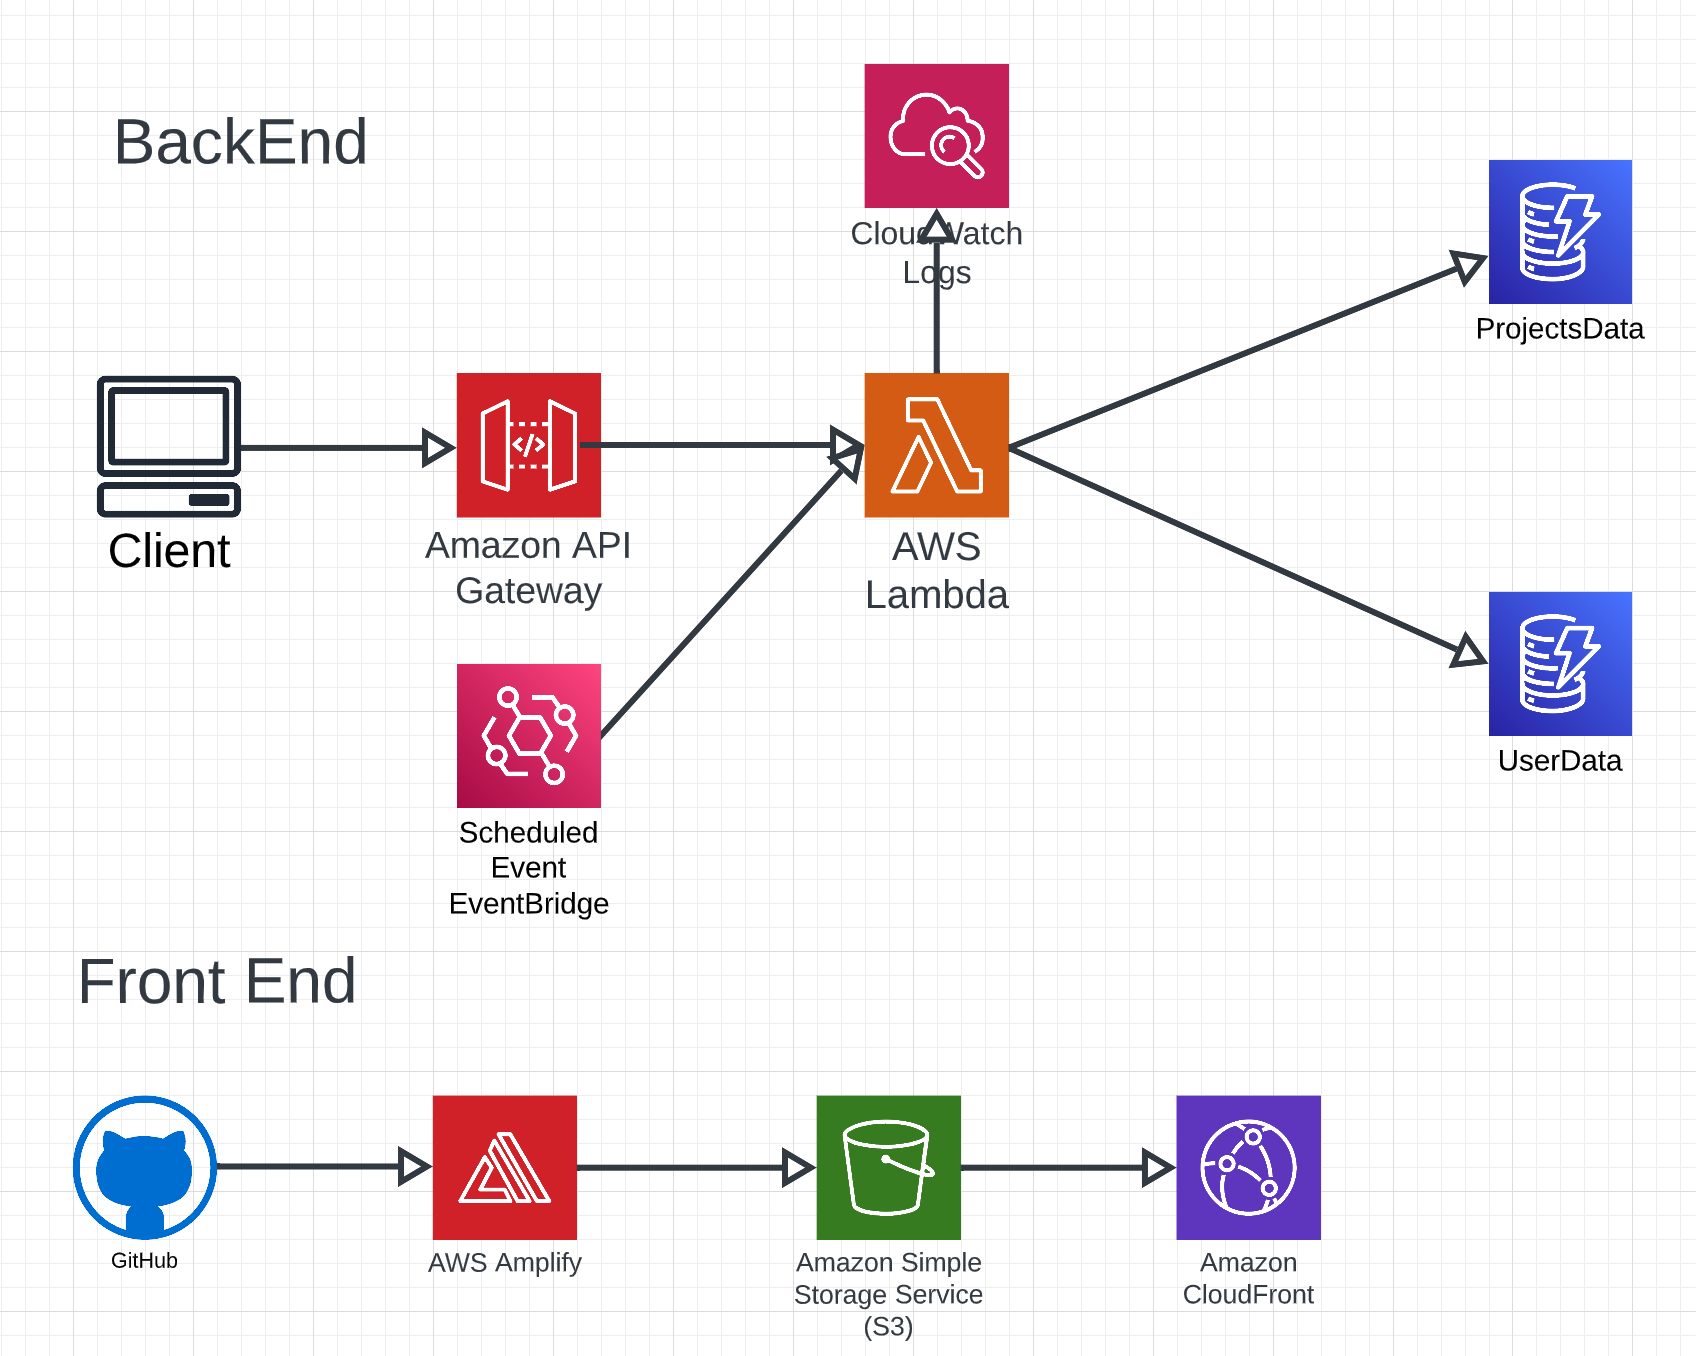 BackEnd
CloudWatch
Logs
ProjectsData
Client
Amazon API
Gateway
</>
AWS
Lambda
UserData
Scheduled
Event
EventBridge
Front End
GitHub
AWS Amplify
Amazon Simple
Storage Service
(S3)
Amazon
CloudFront